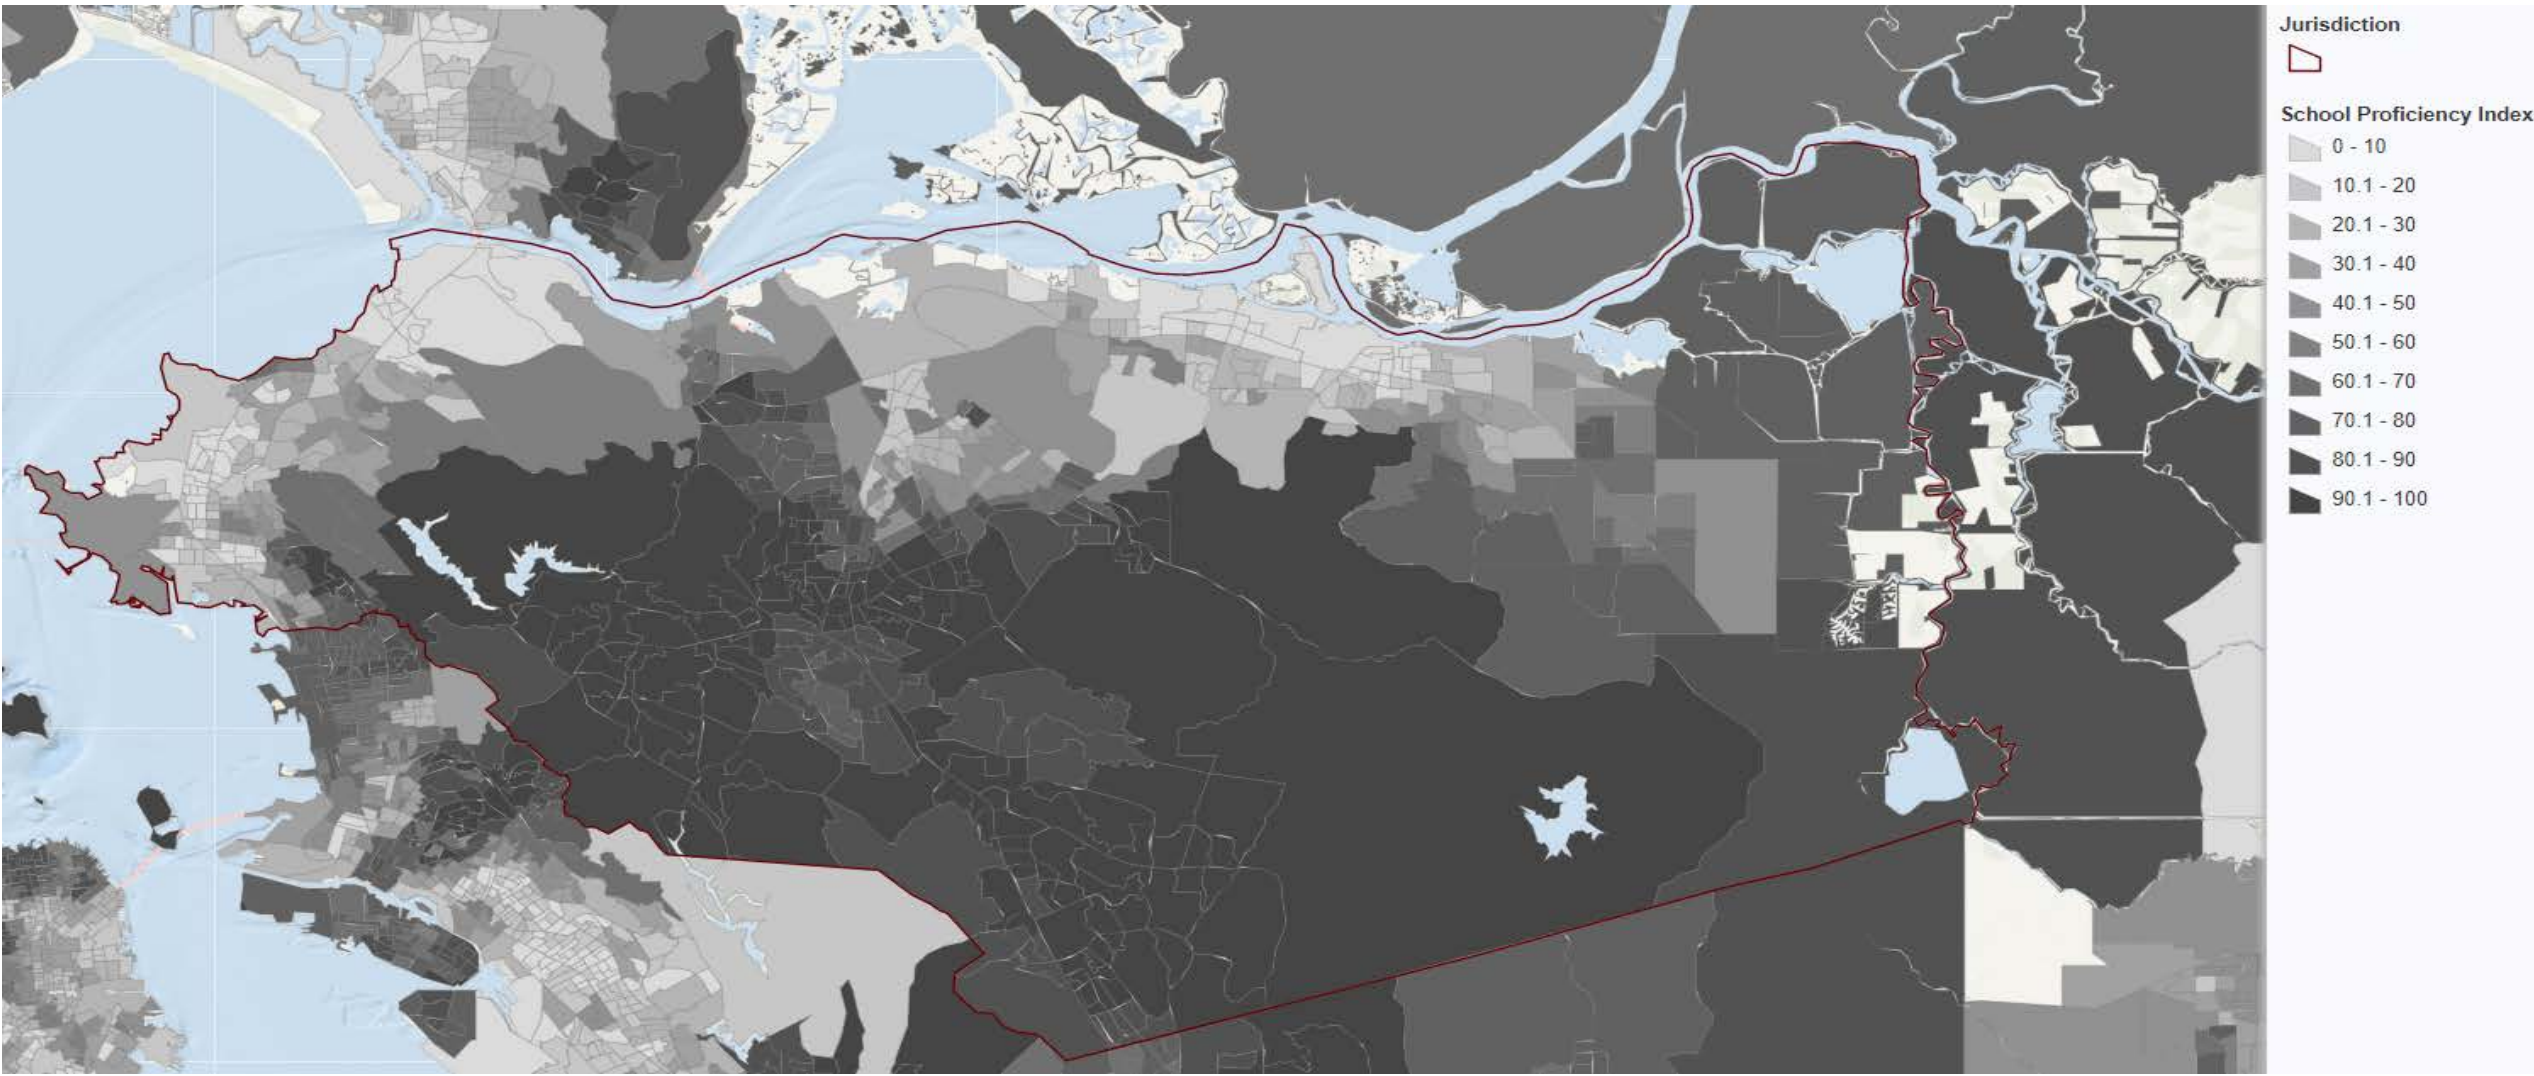 Jurisdiction
School Proficiency Index
0 - 10
10.1 - 20
20.1 - 30
30.1 - 40
40.1 - 50
50.1 - 60
60.1 - 70
70.1 - 80
80.1 - 90
90.1 - 100